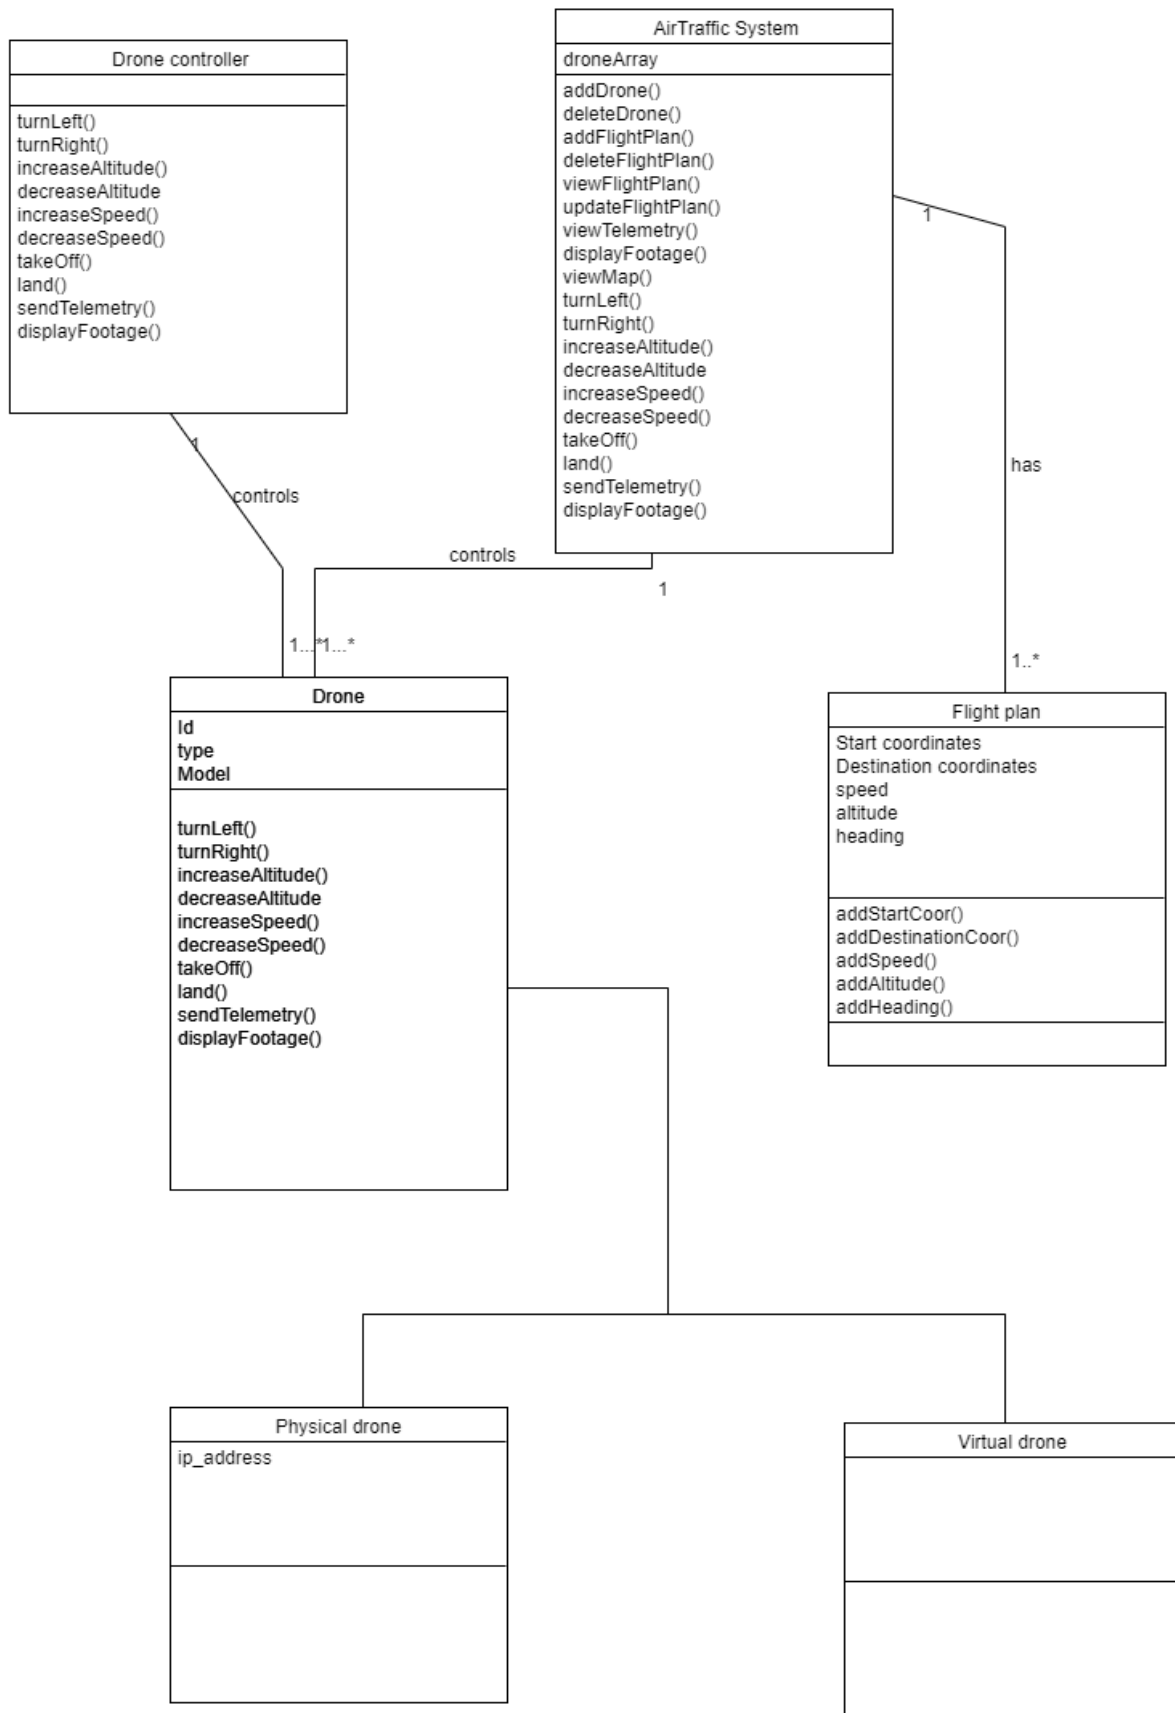 Drone controller
turnLeft()
turnRight()
increaseAltitude()
decreaseAltitude
increaseSpeed()
decreaseSpeed()
takeOff()
land()
sendTelemetry()
displayFootage()
AirTraffic System
droneArray
addDrone()
deleteDrone()
addFlightPlan()
deleteFlightPlan()
viewFlightPlan()
updateFlightPlan()
viewTelemetry()
displayFootage()
viewMap()
turnLeft()
turnRight()
increaseAltitude()
decreaseAltitude
increaseSpeed()
decreaseSpeed()
takeOff()
land()
sendTelemetry()
displayFootage()
1
has
1
controls
controls
1
1...*
1...*
1..*
Drone
Id
type
Model
turnLeft()
turnRight()
increaseAltitude()
decreaseAltitude
increaseSpeed()
decreaseSpeed()
takeOff()
land()
sendTelemetry()
displayFootage()
Flight plan
Start coordinates
Destination coordinates
speed
altitude
heading
addStartCoor()
addDestinationCoor()
addSpeed()
addAltitude()
addHeading()
Physical drone
ip_address
Virtual drone